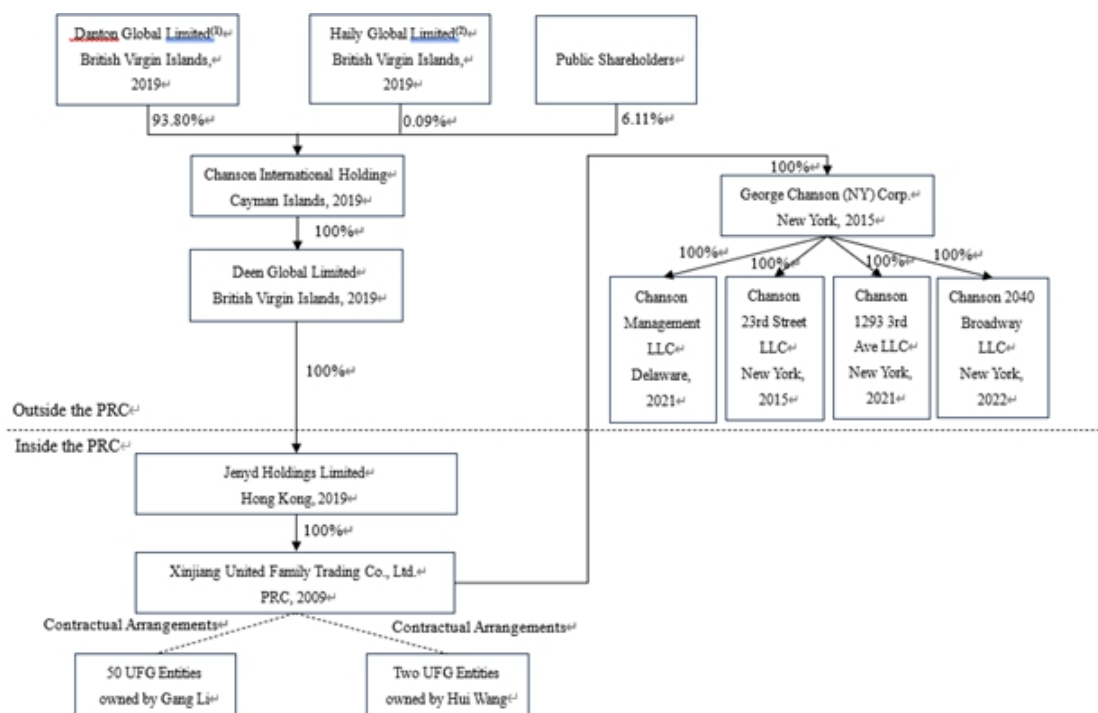 Danton Global Limited(1)↵
British Virgin Islands,
2019↵
Haily Global Limited(2)↵
British Virgin Islands,
2019↵
Public Shareholders↵
93.80%↵
0.09%↵
6.11%↵
Chanson International Holding↵
Cayman Islands, 2019↵
100%↵
Deen Global Limited↵
British Virgin Islands, 2019↵
100%↵
100%↵
George Chanson (NY) Corp.↵
New York, 2015↵
100%↵
100%↵
100%↵
100%↵
Chanson
Management
LLC↵
Delaware,
2021↵
Chanson
23rd Street
LLC↵
New York,
2015↵
Chanson
1293 3rd
Ave LLC↵
New York,
2021↵
Chanson 2040
Broadway
LLC↵
New York,
2022↵
Outside the PRC↵
Inside the PRC↵
Jenyd Holdings Limited↵
Hong Kong, 2019↵
100%↵
Xinjiang United Family Trading Co., Ltd.↵
PRC, 2009↵
Contractual Arrangements↵
Contractual Arrangements↵
50 UFG Entities
owned by Gang Li↵
Two UFG Entities
owned by Hui Wang↵